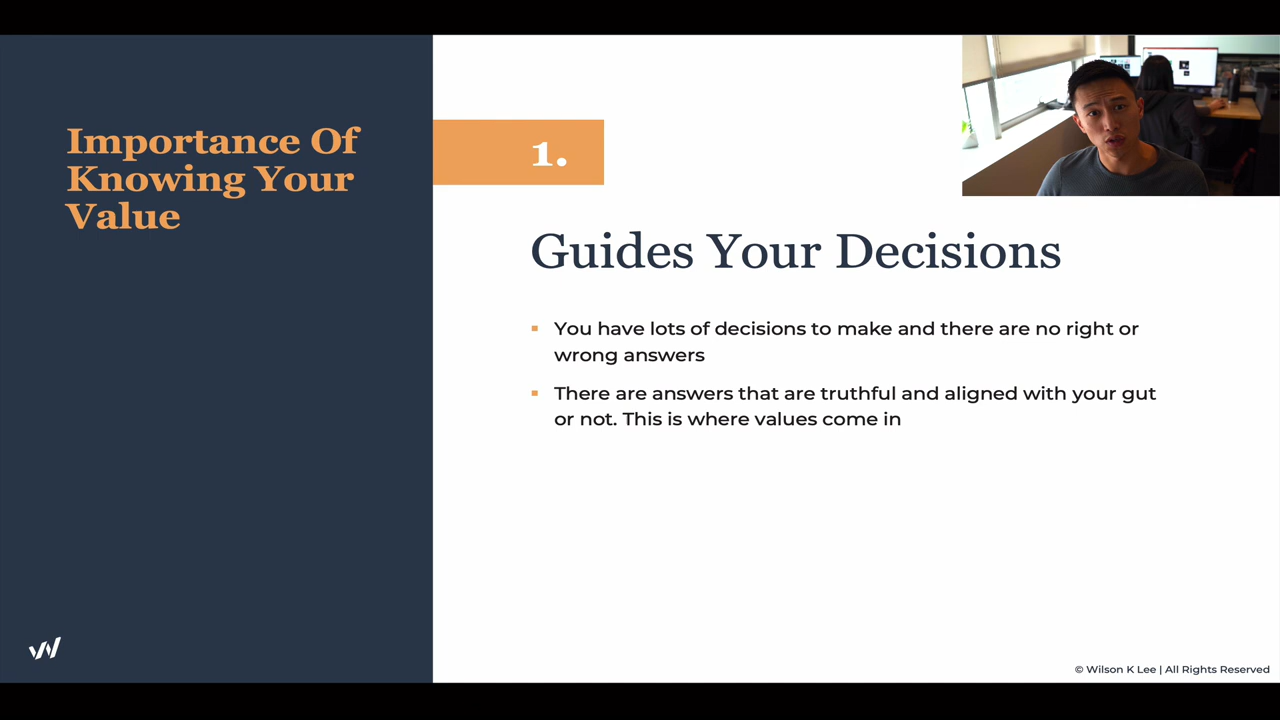 Importance Of
Knowing Your
Value
1.
Guides Your Decisions
You have lots of decisions to make and there are no right or
wrong answers
There are answers that are truthful and aligned with your gut
or not. This is where values come in
© Wilson K Lee | All Rights Reserved